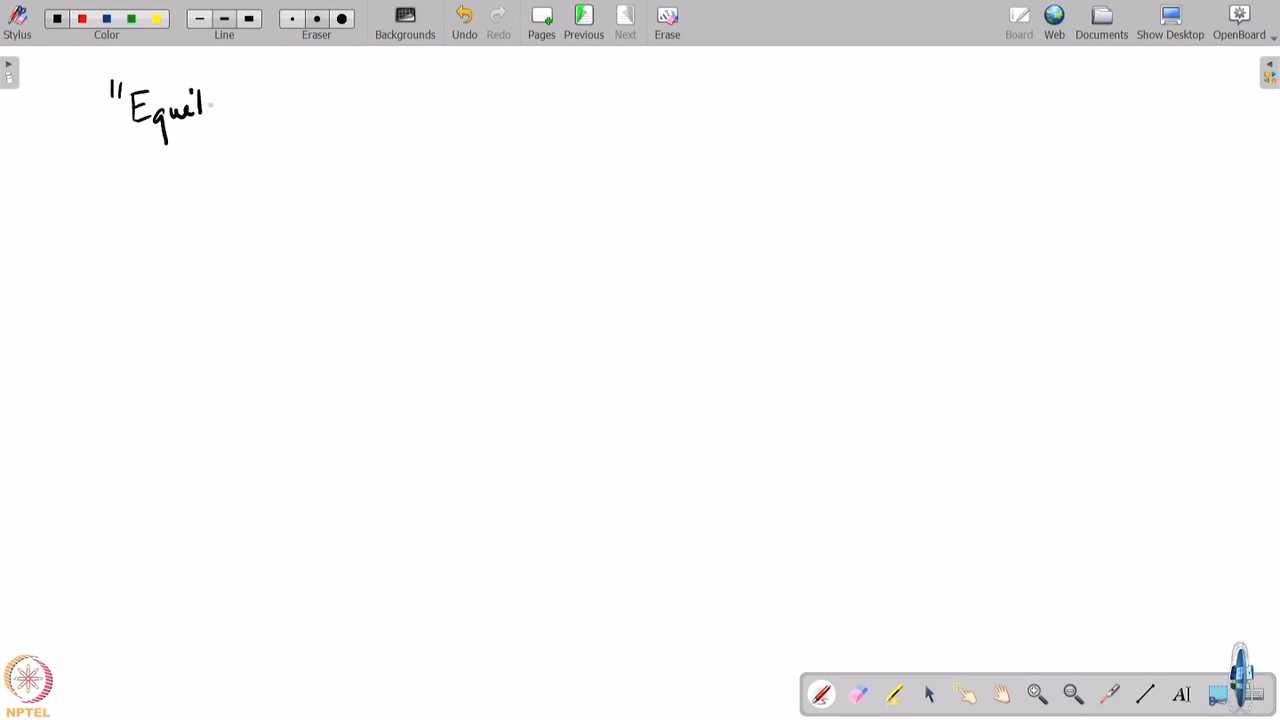 Stylus
Color
Line
Eraser
Backgrounds
Undo
Redo
Pages
Previous
Next
Erase
Board
Web
Documents
Show Desktop
OpenBoard
"Equil
NPTEL